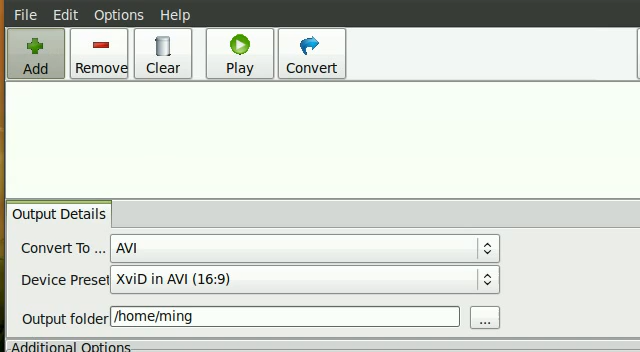 File Edit Options Help
Add Remove Clear Play Convert
Output Details
Convert To ... AVI
Device Preset XviD in AVI (16:9)
Output folder /home/ming ...
Additional Options